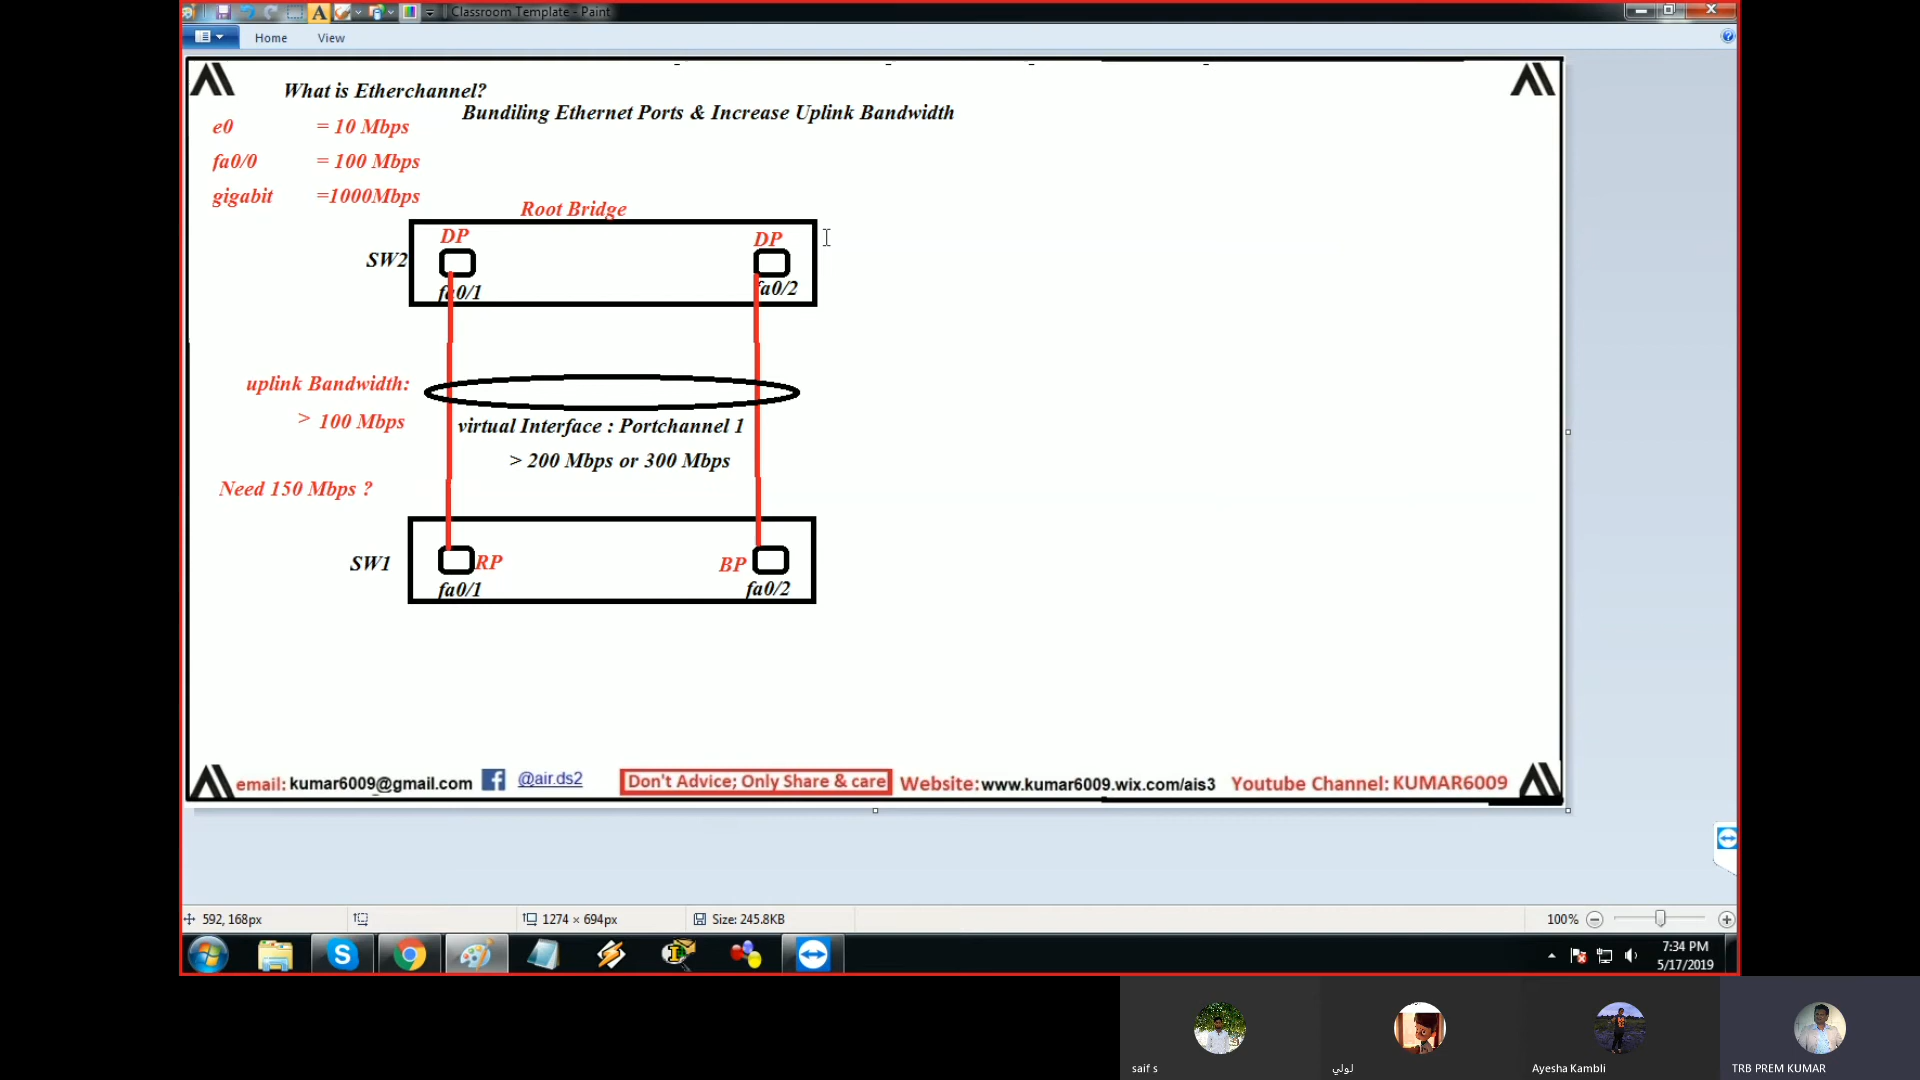 Classroom Template - Paint
Home View
What is Etherchannel?
Bundiling Ethernet Ports & Increase Uplink Bandwidth
e0 = 10 Mbps
fa0/0 = 100 Mbps
gigabit =1000Mbps
Root Bridge
DP DP
SW2
fa0/1 fa0/2
uplink Bandwidth:
> 100 Mbps
virtual Interface : Portchannel 1
> 200 Mbps or 300 Mbps
Need 150 Mbps ?
SW1 RP BP
fa0/1 fa0/2
email: kumar6009@gmail.com @air.ds2 Don't Advice; Only Share & care Website: www.kumar6009.wix.com/ais3 Youtube Channel: KUMAR6009
592, 168px 1274 × 694px Size: 245.8KB 100%
7:34 PM
5/17/2019
saif s لولي Ayesha Kambli TRB PREM KUMAR